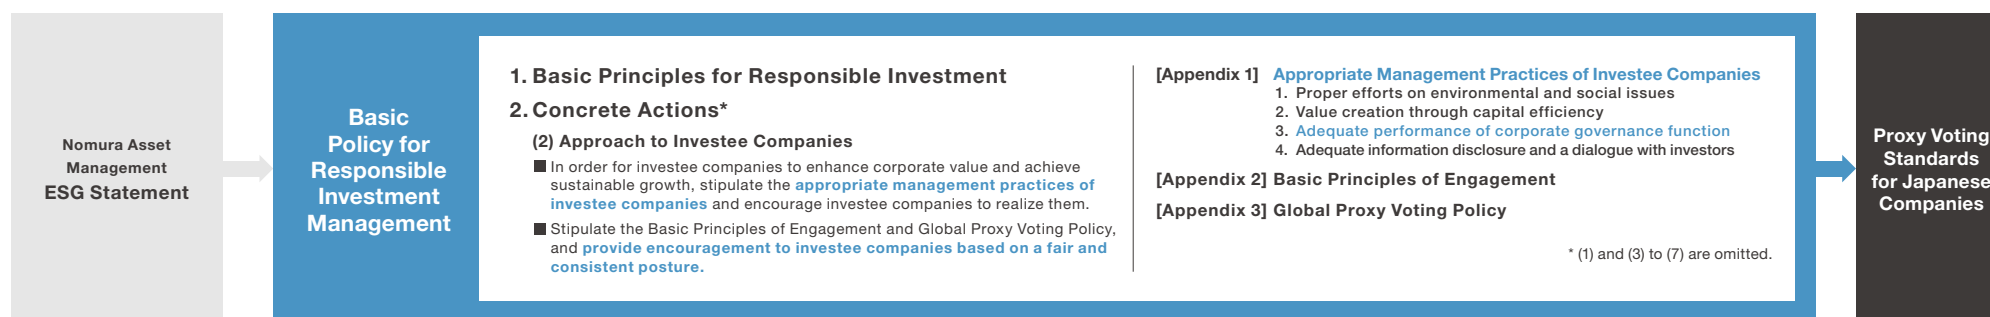 Nomura Asset
Management
ESG Statement
Basic
Policy for
Responsible
Investment
Management
1. Basic Principles for Responsible Investment
2. Concrete Actions*
(2) Approach to Investee Companies
■ In order for investee companies to enhance corporate value and achieve
sustainable growth, stipulate the appropriate management practices of
investee companies and encourage investee companies to realize them.
■ Stipulate the Basic Principles of Engagement and Global Proxy Voting Policy,
and provide encouragement to investee companies based on a fair and
consistent posture.
[Appendix 1] Appropriate Management Practices of Investee Companies
1. Proper efforts on environmental and social issues
2. Value creation through capital efficiency
3. Adequate performance of corporate governance function
4. Adequate information disclosure and a dialogue with investors
[Appendix 2] Basic Principles of Engagement
[Appendix 3] Global Proxy Voting Policy
* (1) and (3) to (7) are omitted.
Proxy Voting
Standards
for Japanese
Companies